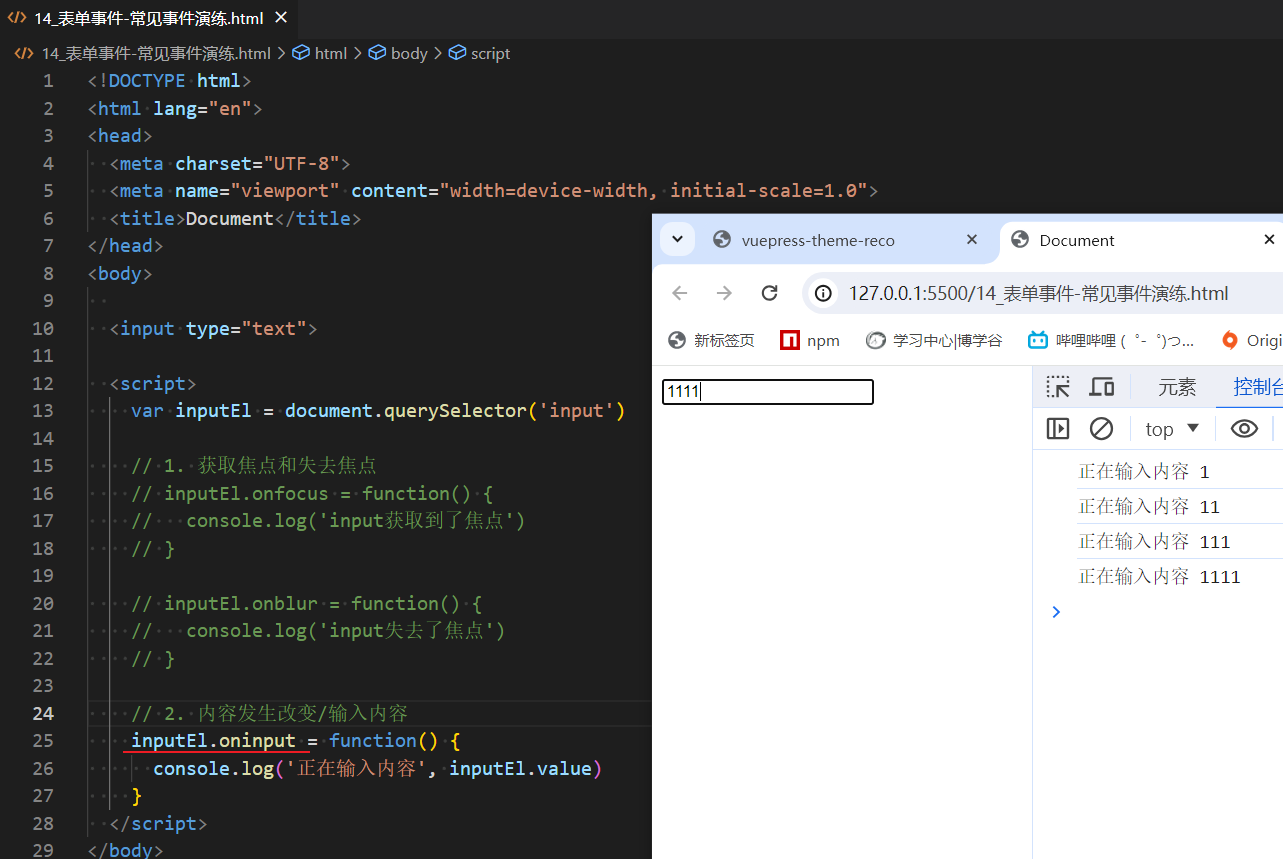 14_表单事件-常见事件演练.html
14_表单事件-常见事件演练.html > html > body > script
1 <!DOCTYPE html>
2 <html lang="en">
3 <head>
4 <meta charset="UTF-8">
5 <meta name="viewport" content="width=device-width, initial-scale=1.0">
6 <title>Document</title>
7 </head>
8 <body>
9
10 <input type="text">
11
12 <script>
13 var inputEl = document.querySelector('input')
14
15 // 1. 获取焦点和失去焦点
16 // inputEl.onfocus = function() {
17 //   console.log('input获取到了焦点')
18 // }
19
20 // inputEl.onblur = function() {
21 //   console.log('input失去了焦点')
22 // }
23
24 // 2. 内容发生改变/输入内容
25 inputEl.oninput = function() {
26 console.log('正在输入内容', inputEl.value)
27 }
28 </script>
29 </body>
vuepress-theme-reco
Document
127.0.0.1:5500/14_表单事件-常见事件演练.html
新标签页 npm 学习中心|博学谷 哔哩哔哩 (゜-゜)つ... Origi
1111
元素 控制台
top
正在输入内容 1
正在输入内容 11
正在输入内容 111
正在输入内容 1111